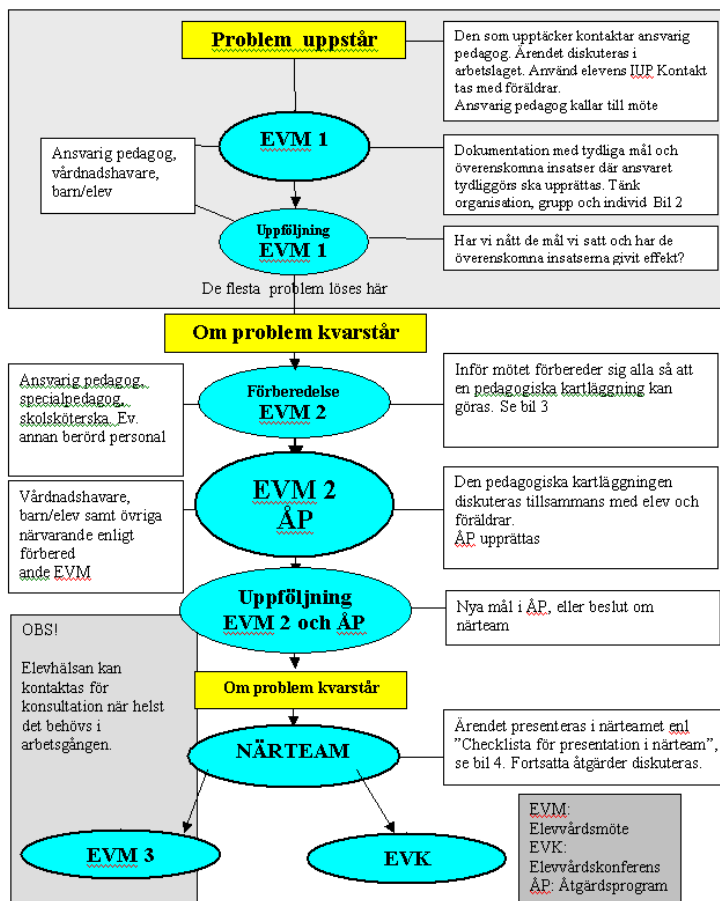 Problem uppstår
Den som upptäcker kontaktar ansvarig
pedagog. Ärendet diskuteras i
arbetslaget. Använd elevens IUP Kontakt
tas med föräldrar.
Ansvarig pedagog kallar till möte
EVM 1
Ansvarig pedagog,
vårdnadshavare,
barn/elev
Dokumentation med tydliga mål och
överenskomna insatser där ansvaret
tydliggörs ska upprättas. Tänk
organisation, grupp och individ Bil 2
Uppföljning
EVM 1
Har vi nått de mål vi satt och har de
överenskomna insatserna givit effekt?
De flesta problem löses här
Om problem kvarstår
Ansvarig pedagog,
specialpedagog,
skolsköterska. Ev.
annan berörd personal
Förberedelse
EVM 2
Inför mötet förbereder sig alla så att
en pedagogiska kartläggning kan
göras. Se bil 3
Vårdnadshavare,
barn/elev samt övriga
närvarande enligt
förbered
ande EVM
EVM 2
ÅP
Den pedagogiska kartläggningen
diskuteras tillsammans med elev och
föräldrar.
ÅP upprättas
Uppföljning
EVM 2 och ÅP
Nya mål i ÅP, eller beslut om
närteam
OBS!
Elevhälsan kan
kontaktas för
konsultation när helst
det behövs i
arbetsgången.
Om problem kvarstår
NÄRTEAM
Ärendet presenteras i närteamet enl
”Checklista för presentation i närteam”,
se bil 4. Fortsatta åtgärder diskuteras.
EVM 3
EVK
EVM:
Elevvårdsmöte
EVK:
Elevvårdskonferens
ÅP: Åtgärdsprogram